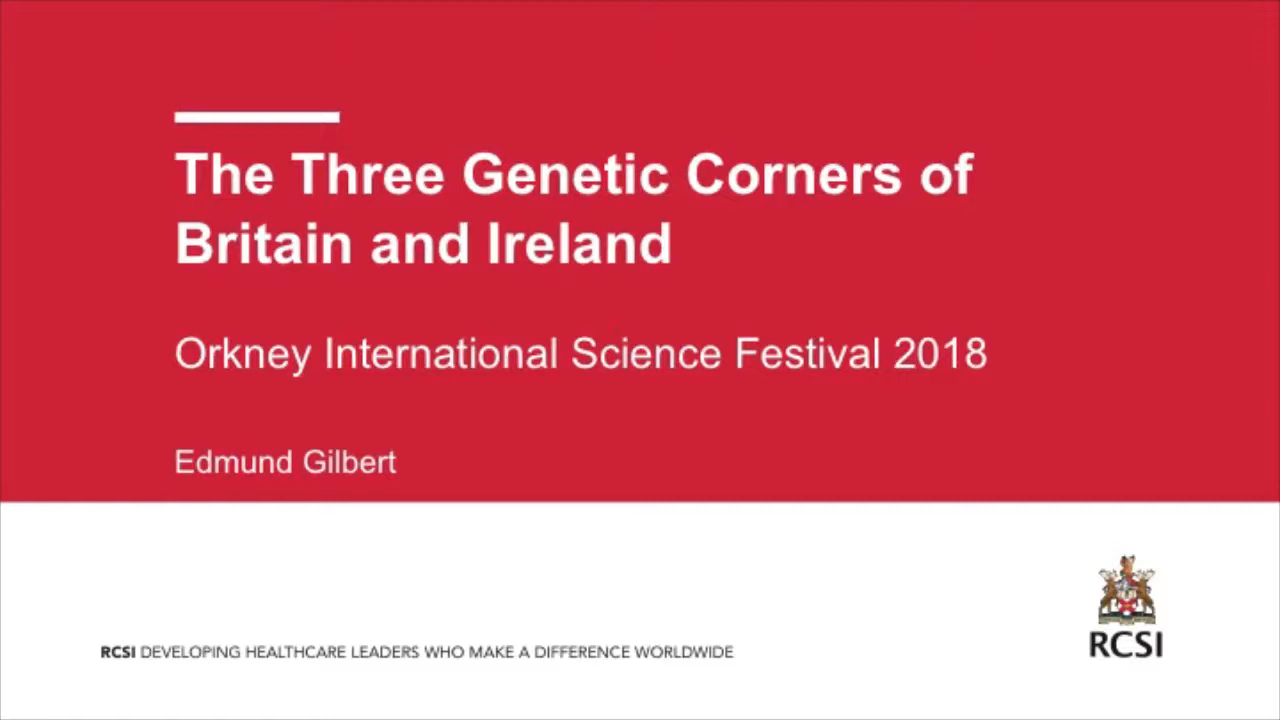 The Three Genetic Corners of
Britain and Ireland
Orkney International Science Festival 2018
Edmund Gilbert
RCSI DEVELOPING HEALTHCARE LEADERS WHO MAKE A DIFFERENCE WORLDWIDE
RCSI